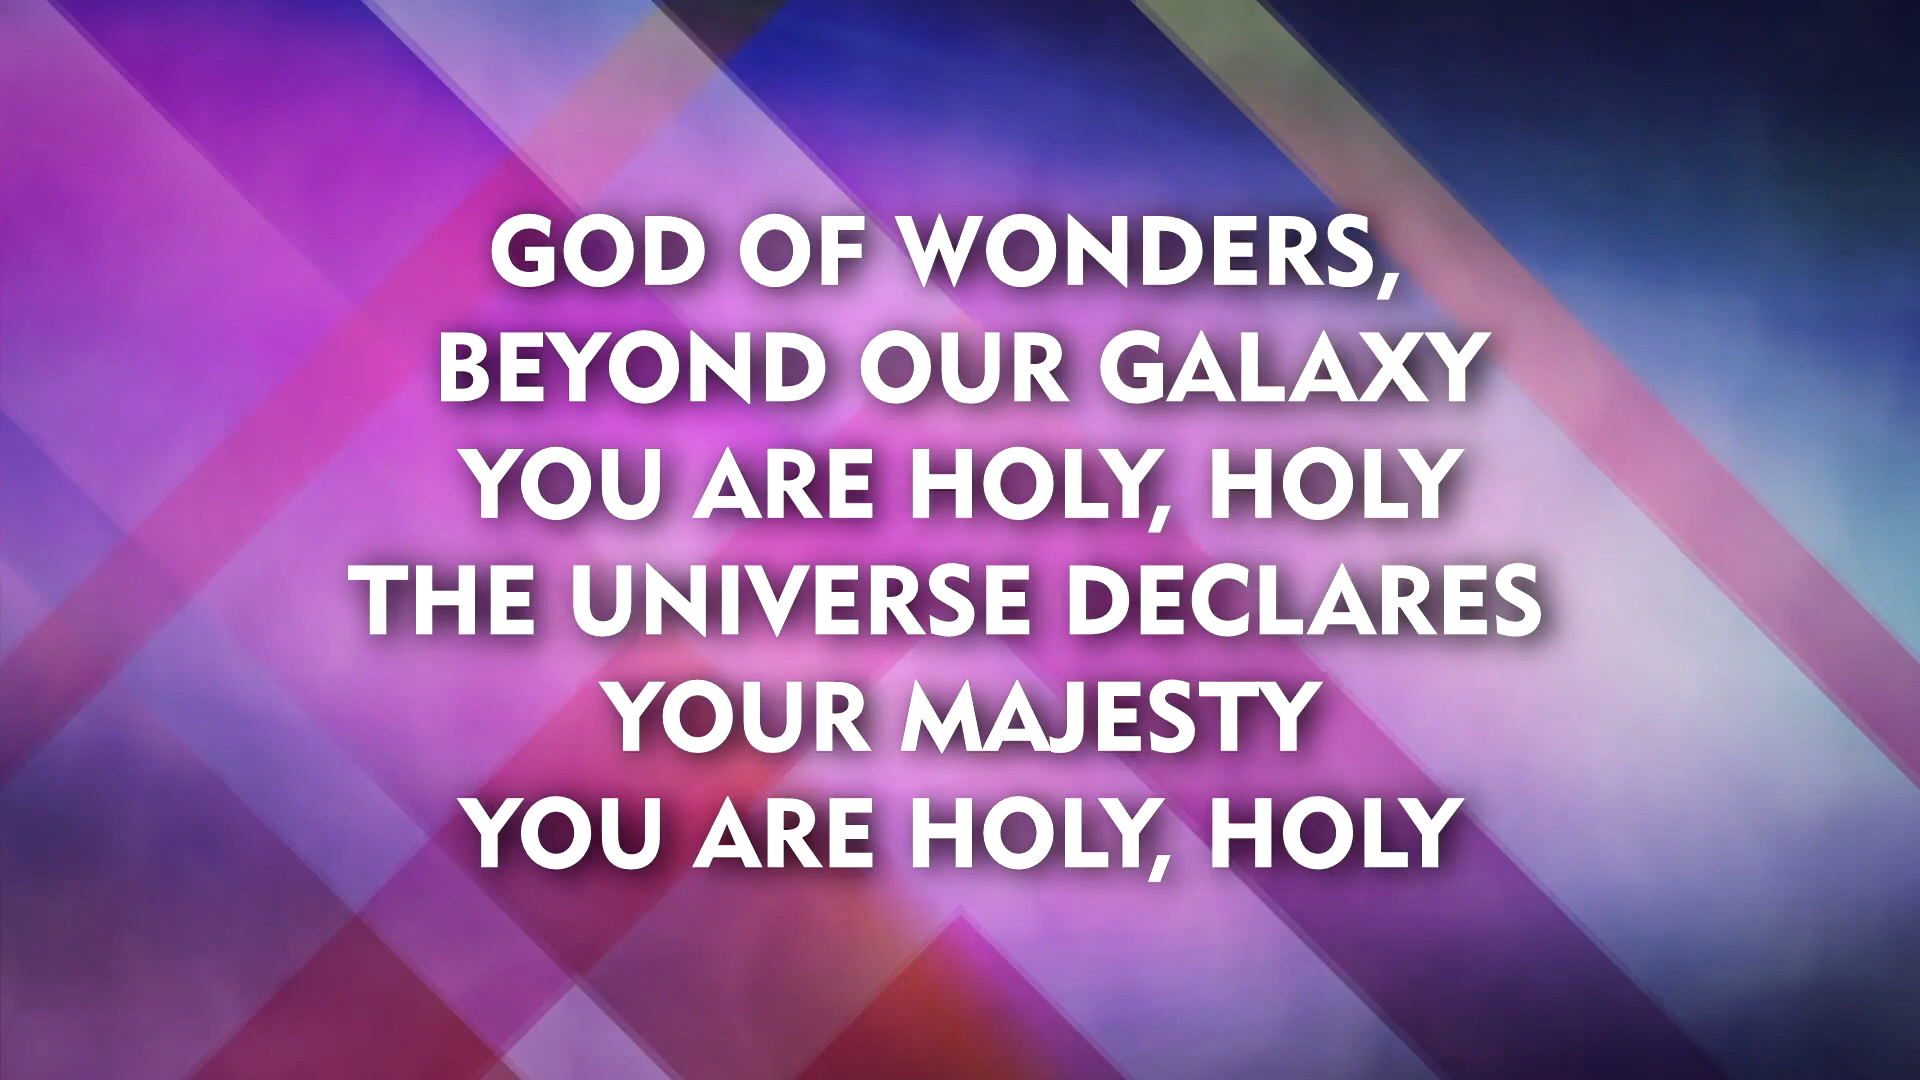 GOD OF WONDERS,
BEYOND OUR GALAXY
YOU ARE HOLY, HOLY
THE UNIVERSE DECLARES
YOUR MAJESTY
YOU ARE HOLY, HOLY